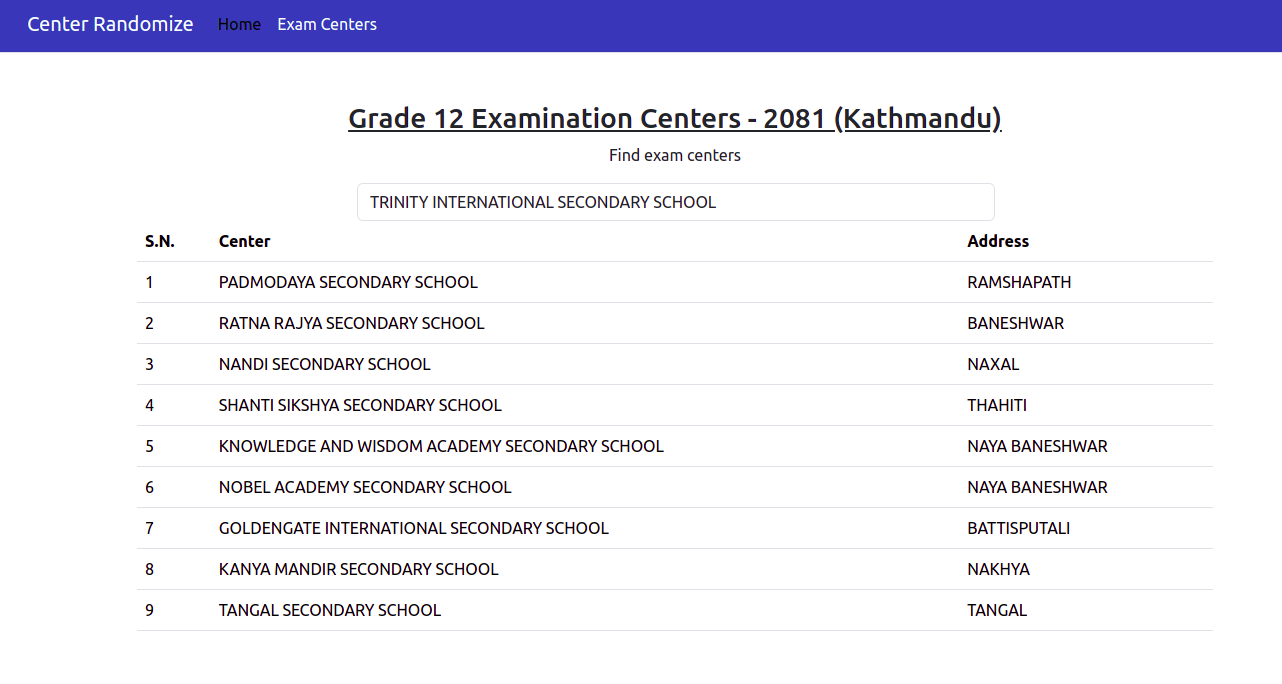 Center Randomize Home Exam Centers
Grade 12 Examination Centers - 2081 (Kathmandu)
Find exam centers
TRINITY INTERNATIONAL SECONDARY SCHOOL
S.N. Center Address
1 PADMODAYA SECONDARY SCHOOL RAMSHAPATH
2 RATNA RAJYA SECONDARY SCHOOL BANESHWAR
3 NANDI SECONDARY SCHOOL NAXAL
4 SHANTI SIKSHYA SECONDARY SCHOOL THAHITI
5 KNOWLEDGE AND WISDOM ACADEMY SECONDARY SCHOOL NAYA BANESHWAR
6 NOBEL ACADEMY SECONDARY SCHOOL NAYA BANESHWAR
7 GOLDENGATE INTERNATIONAL SECONDARY SCHOOL BATTISPUTALI
8 KANYA MANDIR SECONDARY SCHOOL NAKHYA
9 TANGAL SECONDARY SCHOOL TANGAL